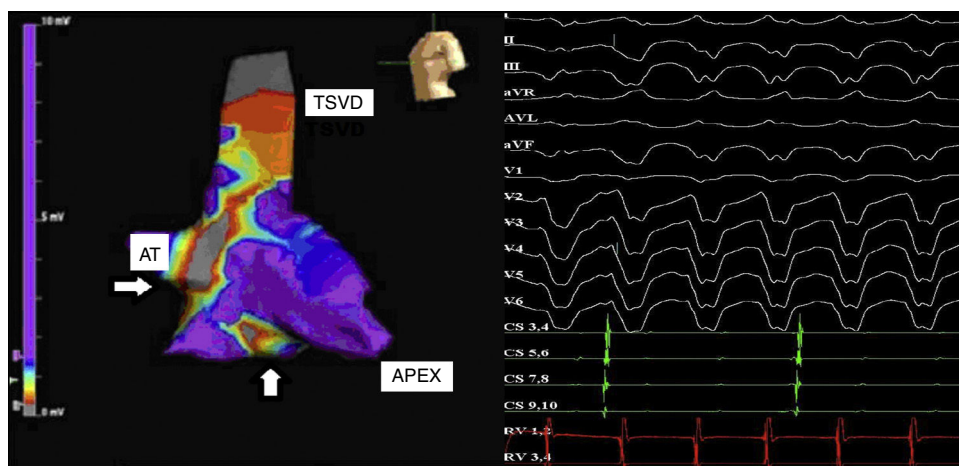 10 mV
5 mV
0 mV
TSVD
TSVD
AT
APEX
I
II
III
aVR
AVL
aVF
V1
V2
V3
V4
V5
V6
CS 3,4
CS 5,6
CS 7,8
CS 9,10
RV 1,2
RV 3,4